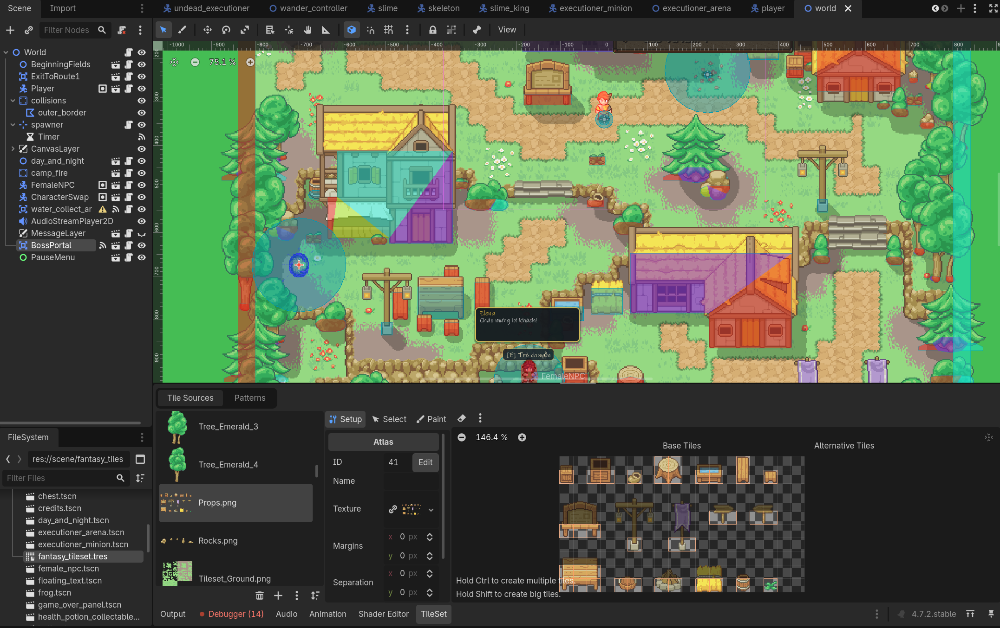 Scene
Import
undead_executioner
wander_controller
slime
skeleton
slime_king
executioner_minion
executioner_arena
player
world
Filter Nodes
View
World
BeginningFields
ExitToRoute1
Player
collisions
outer_border
spawner
Timer
CanvasLayer
day_and_night
camp_fire
FemaleNPC
CharacterSwap
water_collect_ar
AudioStreamPlayer2D
MessageLayer
BossPortal
PauseMenu
-1000
-900
-800
-700
-600
-500
-400
-300
-200
-100
0
100
200
300
400
500
600
700
800
200
300
400
500
600
700
800
900
75.1 %
Elena
Chào mừng lữ khách!
[E] Trò chuyện
FemaleNPC
FileSystem
res://scene/fantasy_tiles
Filter Files
chest.tscn
credits.tscn
day_and_night.tscn
executioner_arena.tscn
executioner_minion.tscn
fantasy_tileset.tres
female_npc.tscn
floating_text.tscn
frog.tscn
game_over_panel.tscn
health_potion_collectable...
Tile Sources
Patterns
Tree_Emerald_3
Tree_Emerald_4
Props.png
Rocks.png
Tileset_Ground.png
Setup
Select
Paint
Atlas
ID
41
Edit
Name
Texture
Margins
x 0 px
y 0 px
Separation
x 0 px
y 0 px
146.4 %
Base Tiles
Alternative Tiles
Hold Ctrl to create multiple tiles.
Hold Shift to create big tiles.
Output
Debugger (14)
Audio
Animation
Shader Editor
TileSet
4.7.2.stable